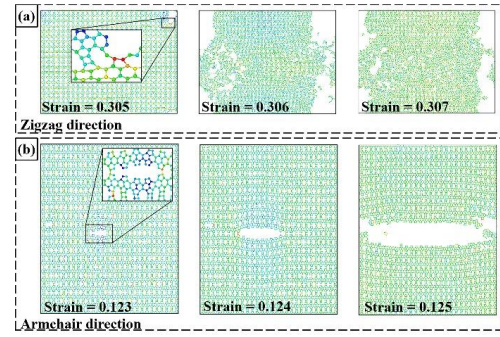 (a)
Strain = 0.305
Strain = 0.306
Strain = 0.307
Zigzag direction
(b)
Strain = 0.123
Strain = 0.124
Strain = 0.125
Armchair direction